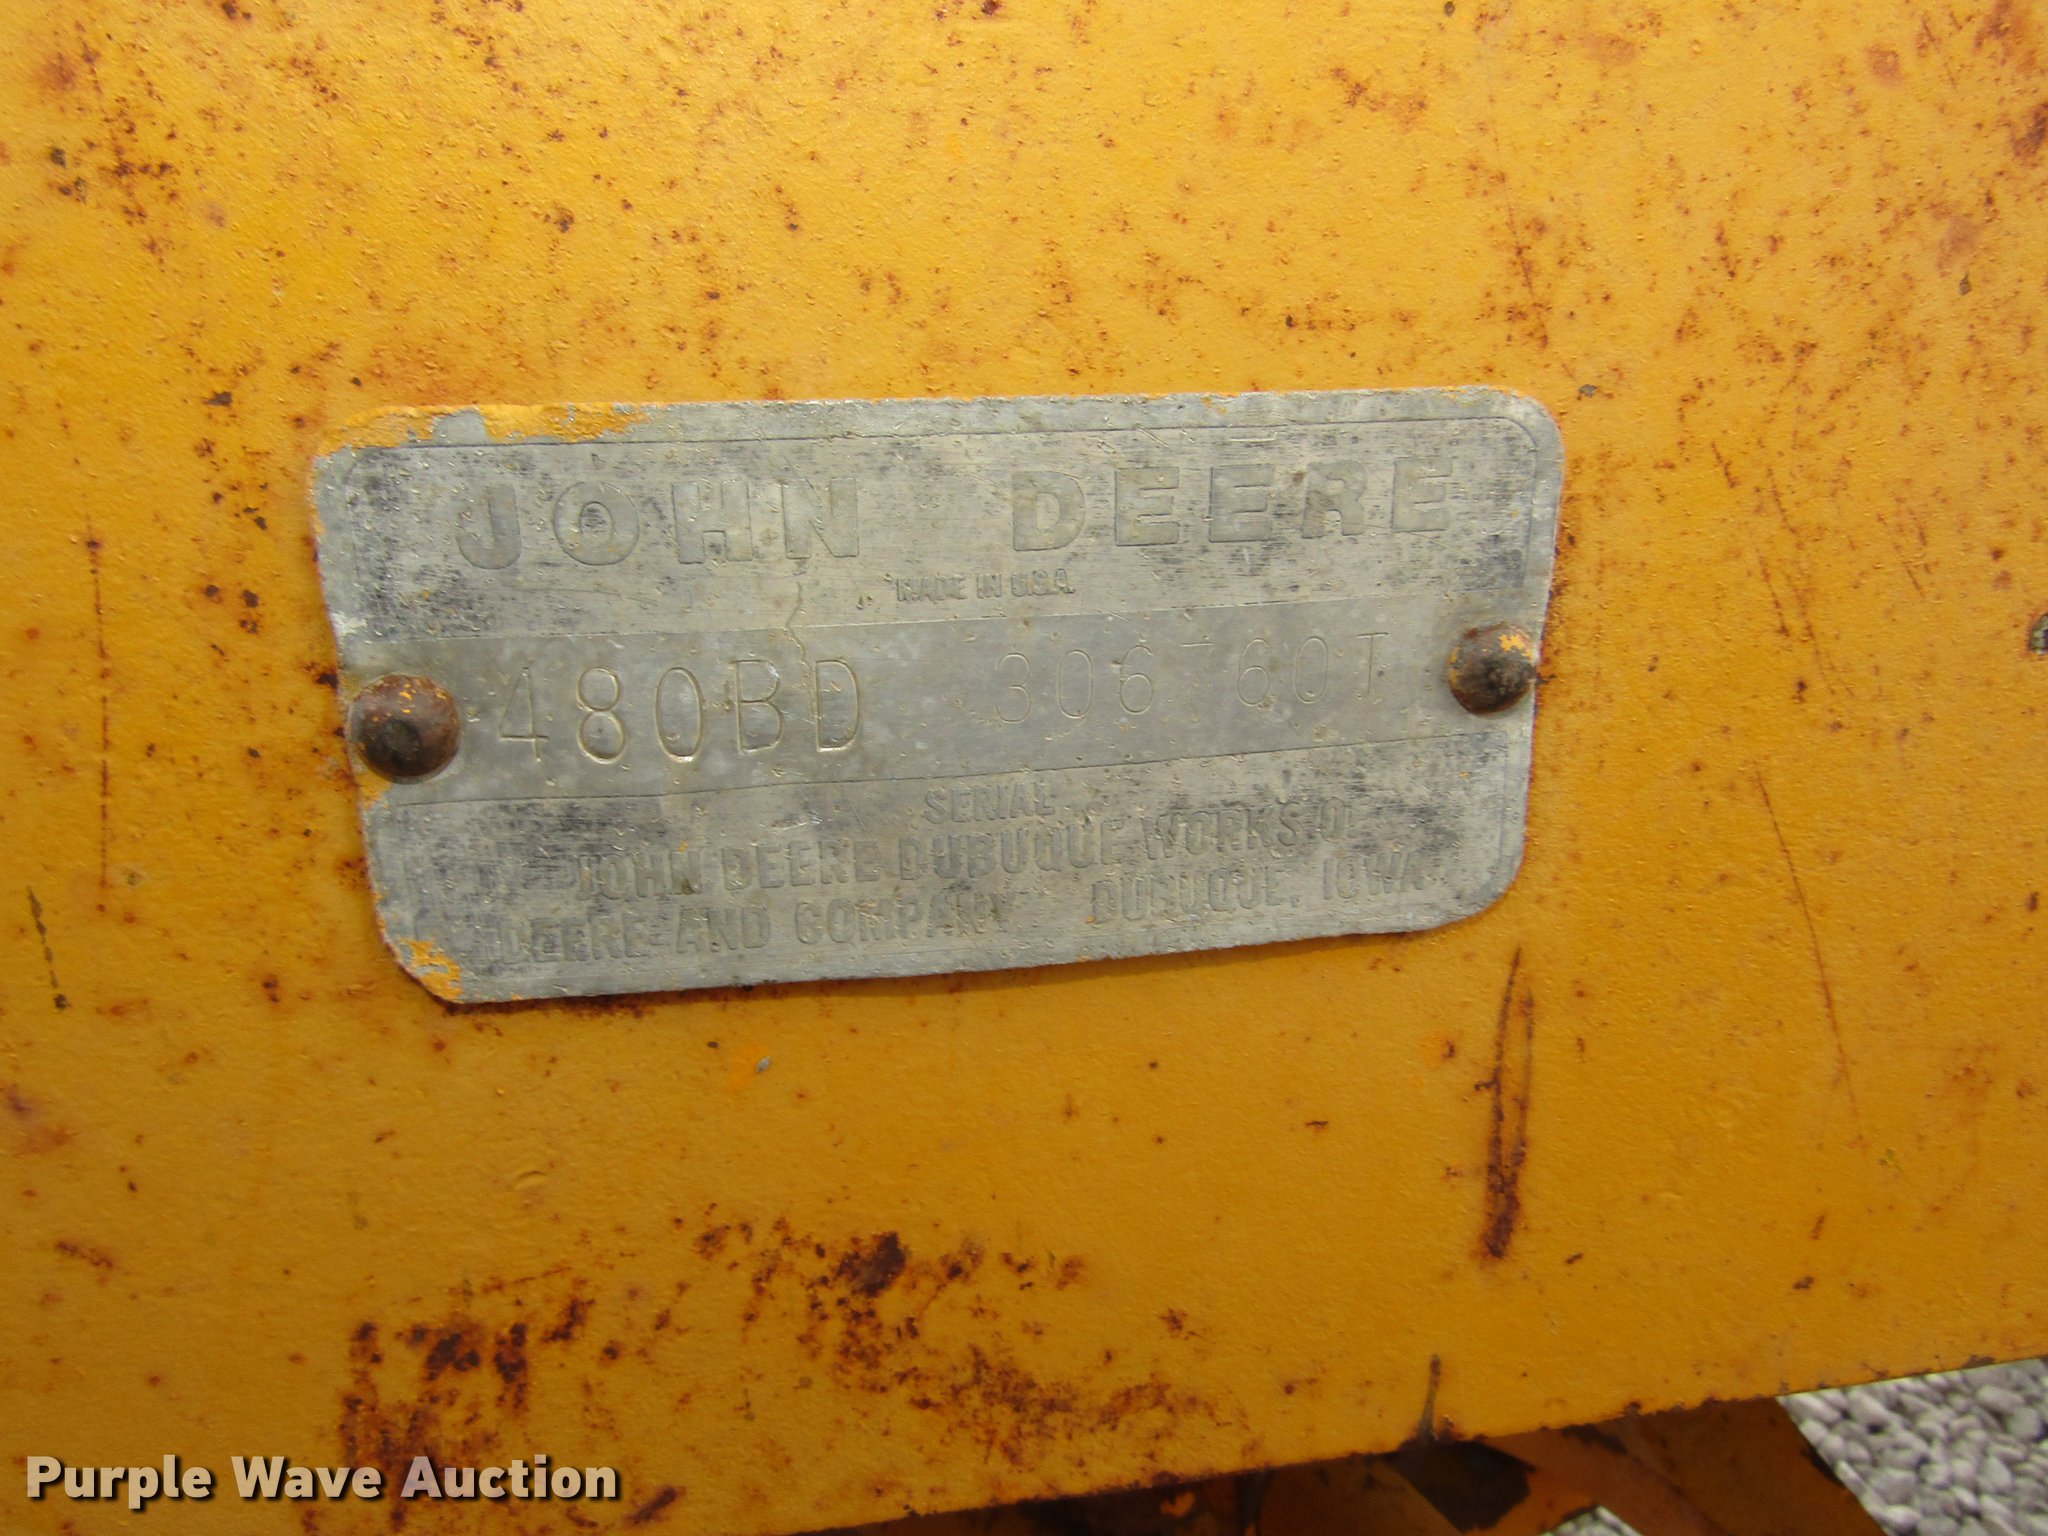 JOHN DEERE
MADE IN U.S.A.
480BD 306760T
SERIAL
JOHN DEERE DUBUQUE WORKS OF
DEERE AND COMPANY DUBUQUE, IOWA
Purple Wave Auction